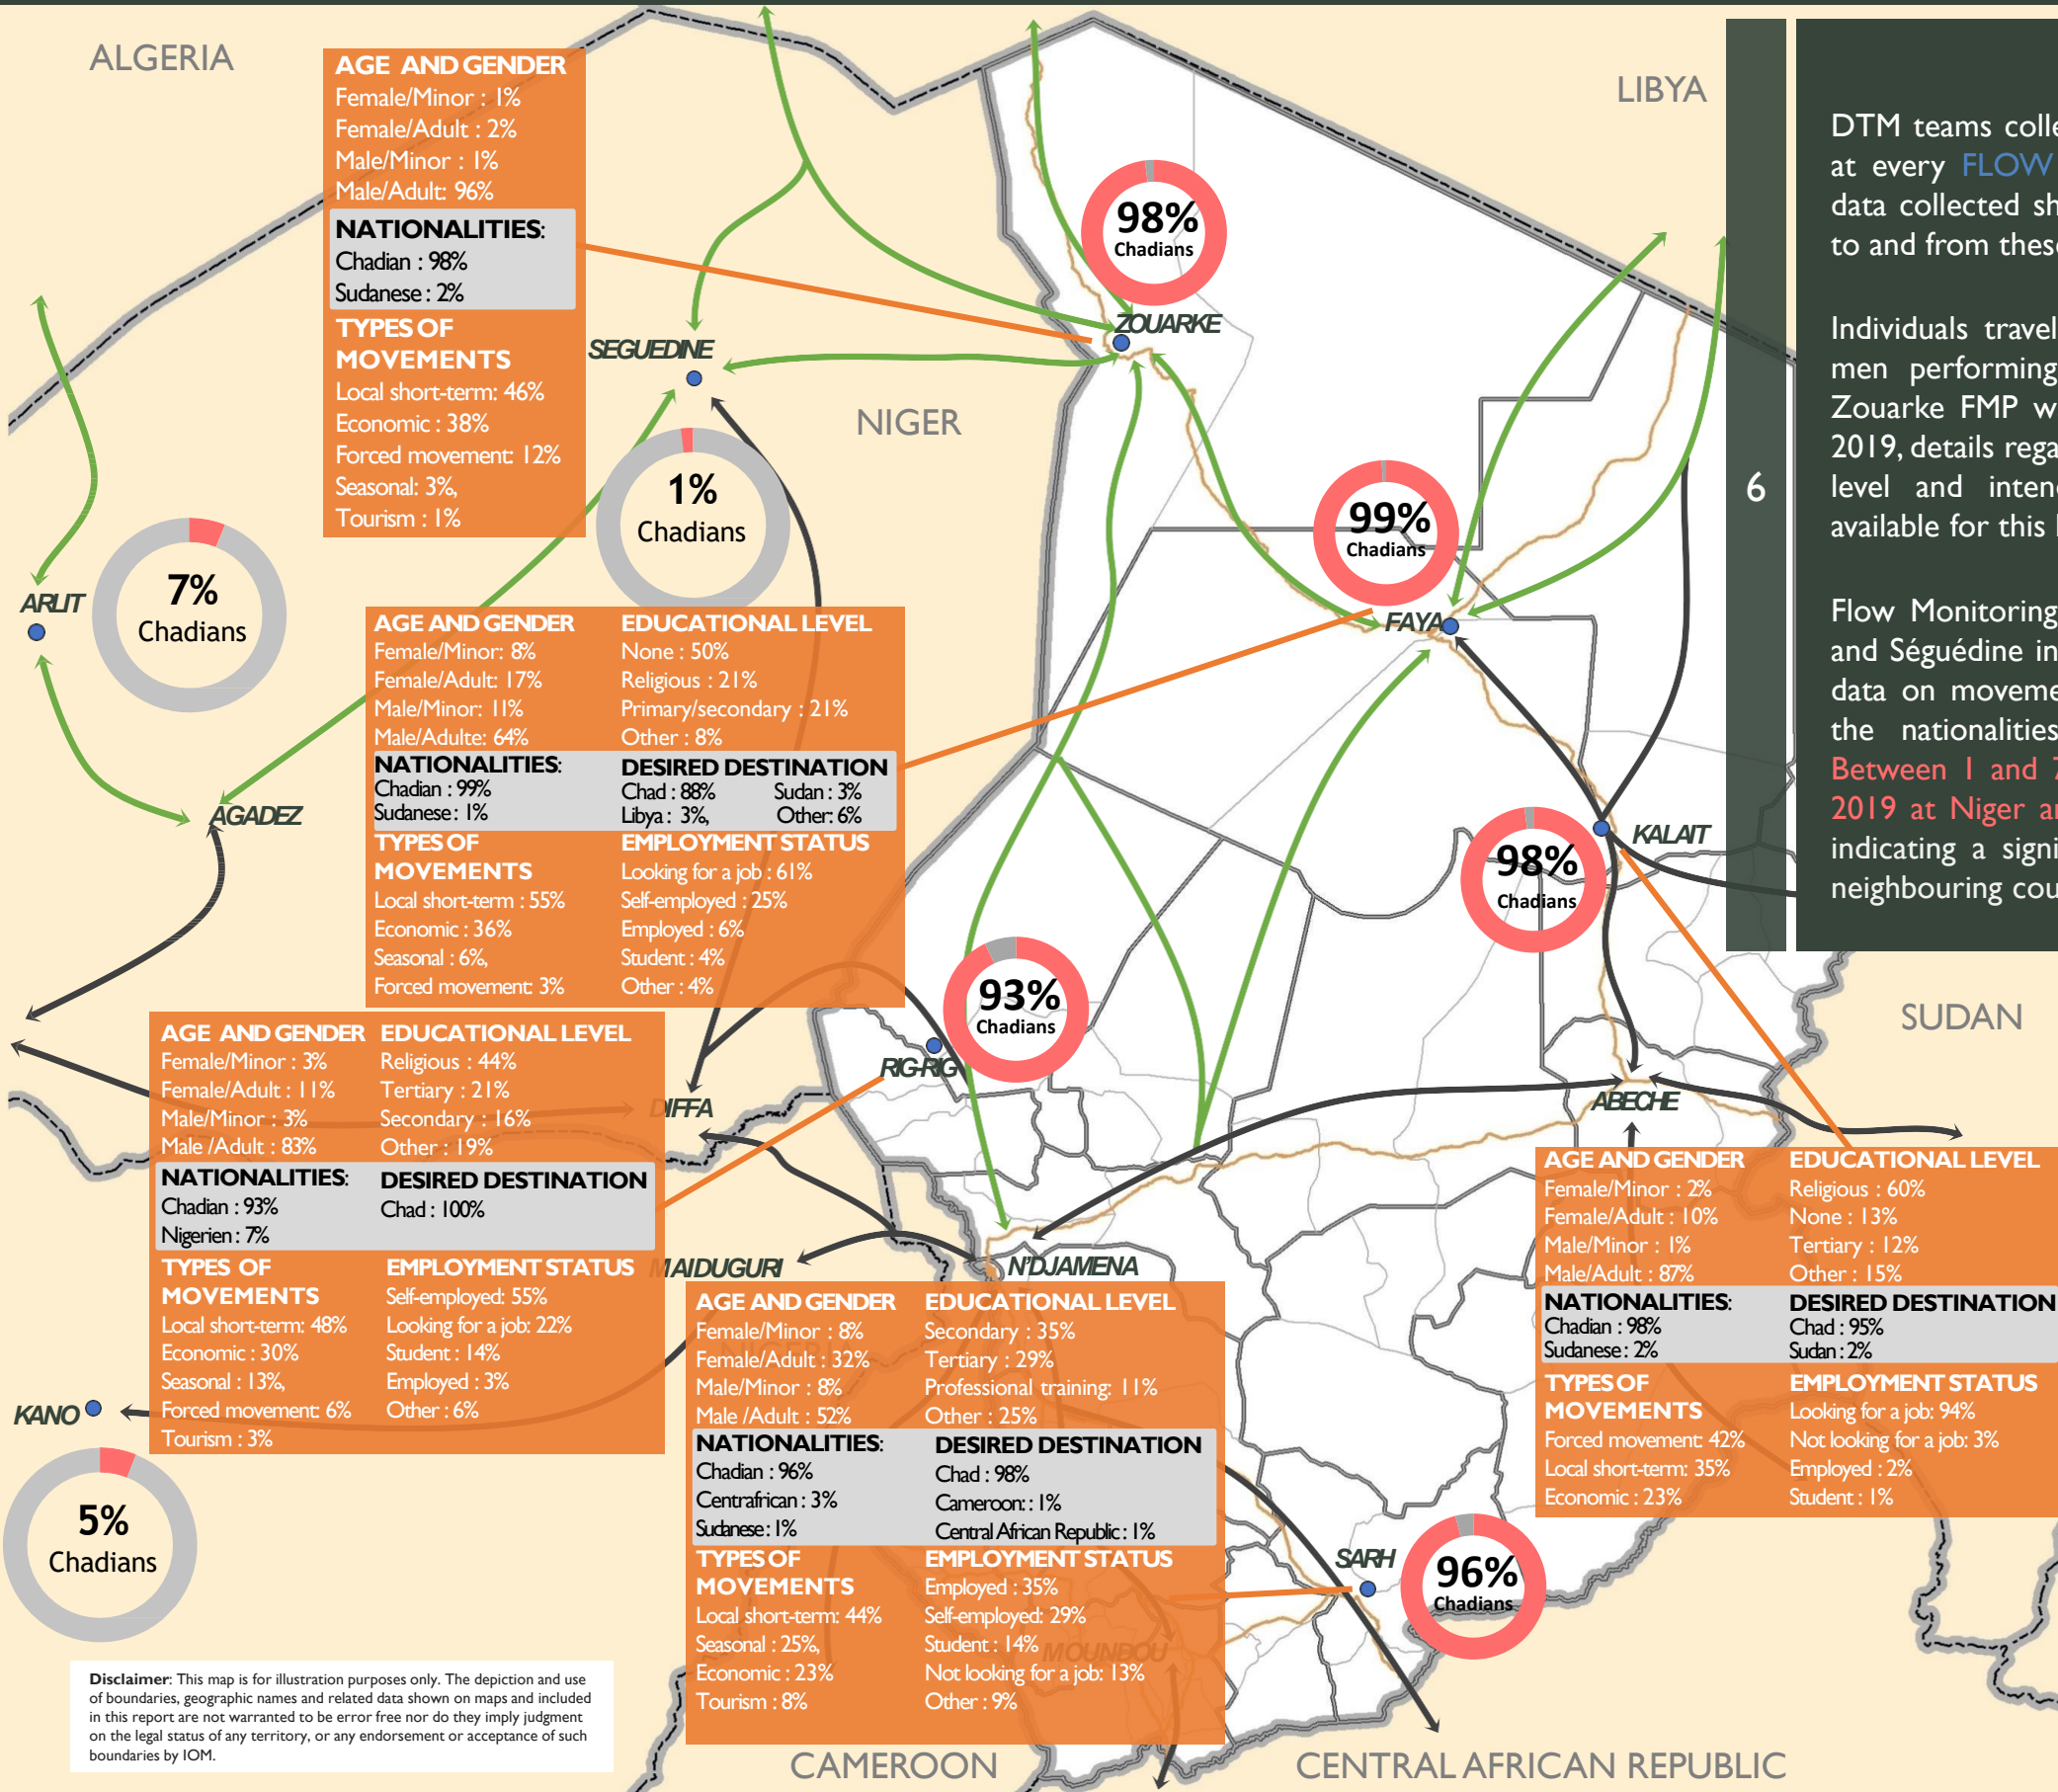 ALGERIA
LIBYA
NIGER
SUDAN
CAMEROON
CENTRAL AFRICAN REPUBLIC
AGE AND GENDER
Female/Minor : 1%
Female/Adult : 2%
Male/Minor : 1%
Male/Adult: 96%
NATIONALITIES:
Chadian : 98%
Sudanese : 2%
TYPES OF
MOVEMENTS
Local short-term: 46%
Economic : 38%
Forced movement: 12%
Seasonal: 3%,
Tourism : 1%
98%
Chadians
ZOUARKE
SEGUEDINE
1%
Chadians
7%
Chadians
ARLIT
AGADEZ
99%
Chadians
FAYA
98%
Chadians
KALAIT
93%
Chadians
RIG-RIG
DIFFA
ABECHE
MAIDUGURI
N'DJAMENA
NIGERIA
KANO
5%
Chadians
SARH
96%
Chadians
MOUNDOU
AGE AND GENDER
Female/Minor: 8%
Female/Adult: 17%
Male/Minor: 11%
Male/Adulte: 64%
EDUCATIONAL LEVEL
None : 50%
Religious : 21%
Primary/secondary : 21%
Other : 8%
NATIONALITIES:
Chadian : 99%
Sudanese : 1%
DESIRED DESTINATION
Chad : 88% Sudan : 3%
Libya : 3%, Other: 6%
TYPES OF
MOVEMENTS
Local short-term : 55%
Economic : 36%
Seasonal : 6%,
Forced movement: 3%
EMPLOYMENT STATUS
Looking for a job : 61%
Self-employed : 25%
Employed : 6%
Student : 4%
Other : 4%
AGE AND GENDER
Female/Minor : 3%
Female/Adult : 11%
Male/Minor : 3%
Male /Adult : 83%
EDUCATIONAL LEVEL
Religious : 44%
Tertiary : 21%
Secondary : 16%
Other : 19%
NATIONALITIES:
Chadian : 93%
Nigerien : 7%
DESIRED DESTINATION
Chad : 100%
TYPES OF
MOVEMENTS
Local short-term: 48%
Economic : 30%
Seasonal : 13%,
Forced movement: 6%
Tourism : 3%
EMPLOYMENT STATUS
Self-employed: 55%
Looking for a job: 22%
Student : 14%
Employed : 3%
Other : 6%
AGE AND GENDER
Female/Minor : 8%
Female/Adult : 32%
Male/Minor : 8%
Male /Adult : 52%
EDUCATIONAL LEVEL
Secondary : 35%
Tertiary : 29%
Professional training: 11%
Other : 25%
NATIONALITIES:
Chadian : 96%
Centrafrican : 3%
Sudanese : 1%
DESIRED DESTINATION
Chad : 98%
Cameroon: : 1%
Central African Republic : 1%
TYPES OF
MOVEMENTS
Local short-term: 44%
Seasonal : 25%,
Economic : 23%
Tourism : 8%
EMPLOYMENT STATUS
Employed : 35%
Self-employed: 29%
Student : 14%
Not looking for a job: 13%
Other : 9%
AGE AND GENDER
Female/Minor : 2%
Female/Adult : 10%
Male/Minor : 1%
Male/Adult : 87%
EDUCATIONAL LEVEL
Religious : 60%
None : 13%
Tertiary : 12%
Other : 15%
NATIONALITIES:
Chadian : 98%
Sudanese : 2%
DESIRED DESTINATION
Chad : 95%
Sudan : 2%
TYPES OF
MOVEMENTS
Forced movement: 42%
Local short-term: 35%
Economic : 23%
EMPLOYMENT STATUS
Looking for a job: 94%
Not looking for a job: 3%
Employed : 2%
Student : 1%
6
DTM teams colle
at every FLOW
data collected sh
to and from these
Individuals travel
men performing
Zouarke FMP w
2019, details rega
level and intend
available for this
Flow Monitoring
and Séguédine in
data on moveme
the nationalities
Between 1 and 7
2019 at Niger an
indicating a signi
neighbouring cou
Disclaimer: This map is for illustration purposes only. The depiction and use
of boundaries, geographic names and related data shown on maps and included
in this report are not warranted to be error free nor do they imply judgment
on the legal status of any territory, or any endorsement or acceptance of such
boundaries by IOM.